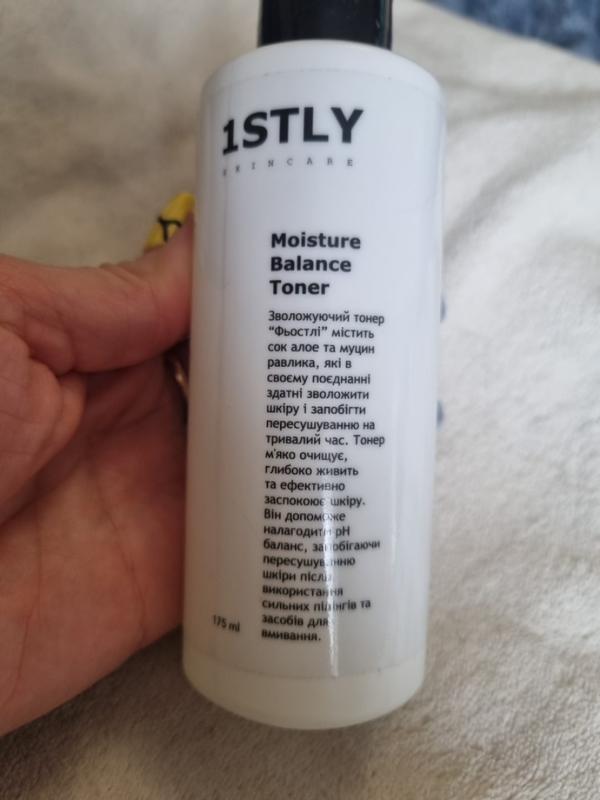 1STLY
SKINCARE
Moisture
Balance
Toner
Зволожуючий тонер
“Фьостлі” містить
сок алое та муцин
равлика, які в
своєму поєднанні
здатні зволожити
шкіру і запобігти
пересушуванню на
тривалий час. Тонер
м'яко очищує,
глибоко живить
та ефективно
заспокоює шкіру.
Він допоможе
налагодити pH
баланс, запобігаючи
пересушуванню
шкіри після
використання
сильних пілінгів та
засобів для
вмивання.
175 ml